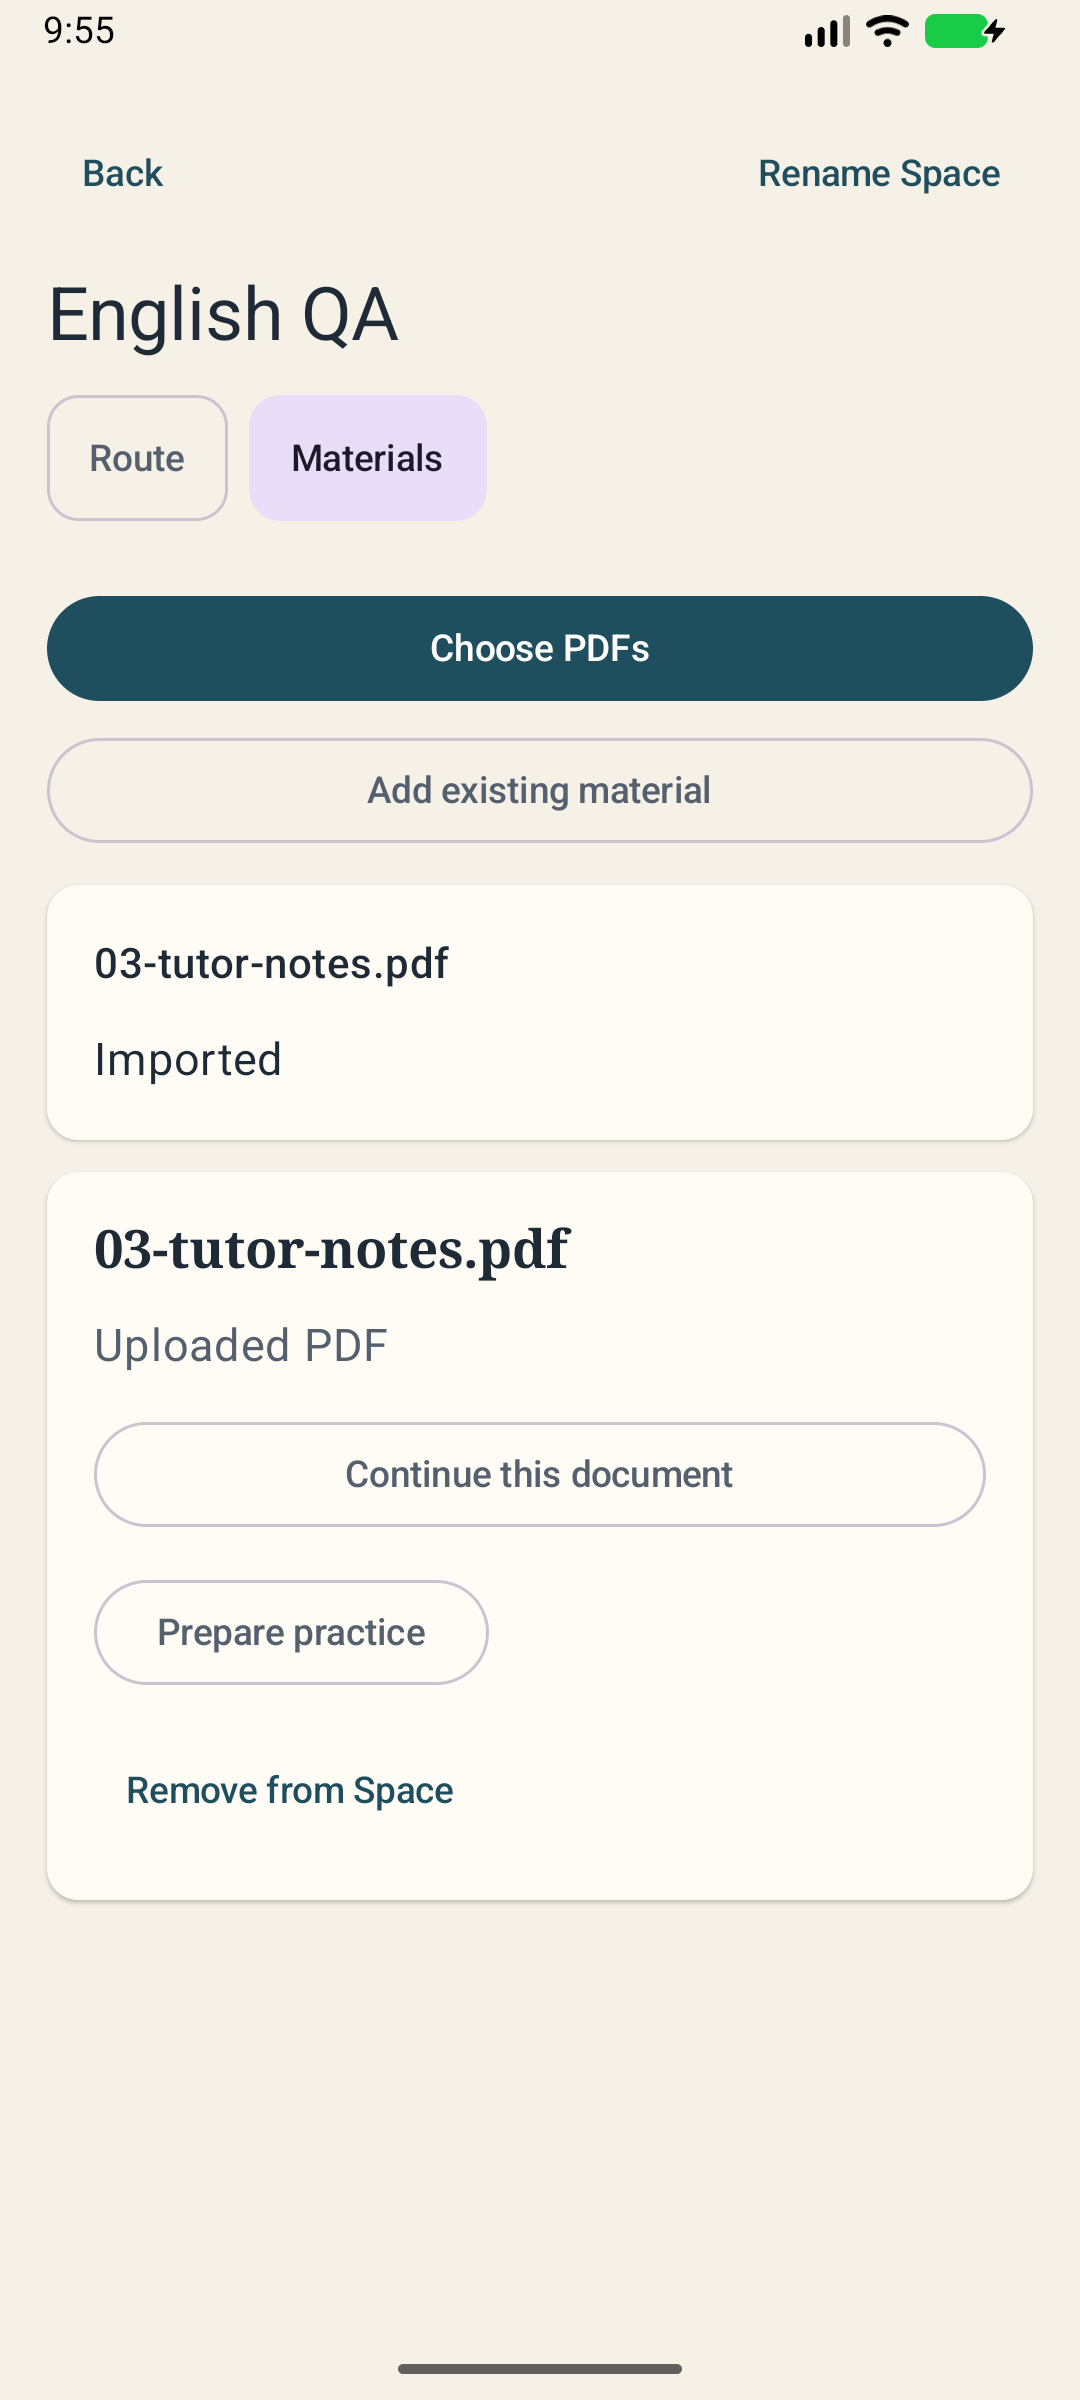 9:55
Back
Rename Space
English QA
Route
Materials
Choose PDFs
Add existing material
03-tutor-notes.pdf
Imported
03-tutor-notes.pdf
Uploaded PDF
Continue this document
Prepare practice
Remove from Space